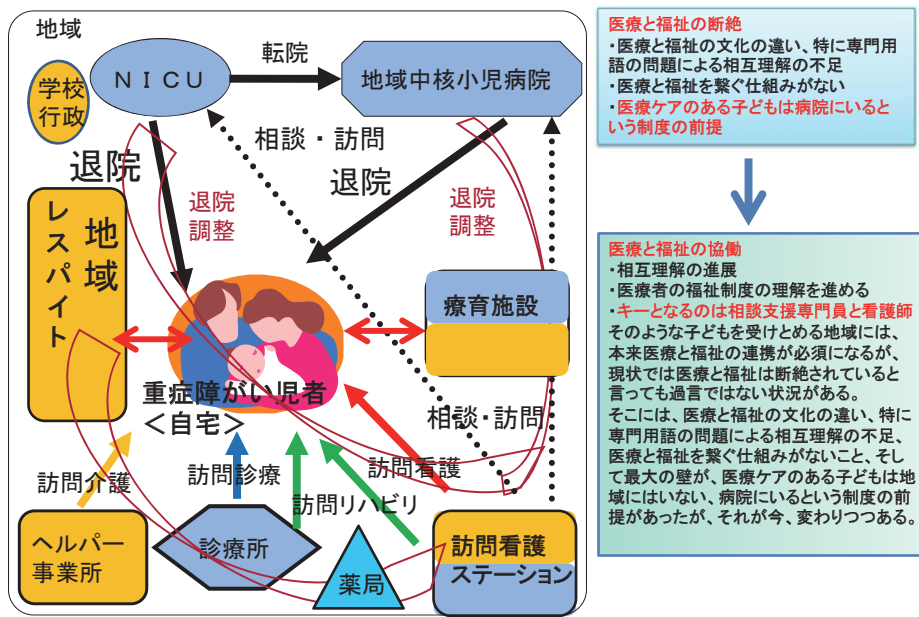 地域
NICU
転院
地域中核小児病院
学校
行政
相談・訪問
退院
退院
退院
調整
退院
調整
地域
レスパイト
療育施設
重症障がい児者
<自宅>
相談・訪問
訪問介護
訪問診療
訪問看護
訪問リハビリ
ヘルパー
事業所
診療所
薬局
訪問看護
ステーション
医療と福祉の断絶
・医療と福祉の文化の違い、特に専門用
語の問題による相互理解の不足
・医療と福祉を繋ぐ仕組みがない
・医療ケアのある子どもは病院にいると
いう制度の前提
医療と福祉の協働
・相互理解の進展
・医療者の福祉制度の理解を進める
・キーとなるのは相談支援専門員と看護師
そのような子どもを受けとめる地域には、
本来医療と福祉の連携が必須になるが、
現状では医療と福祉は断絶されていると
言っても過言ではない状況がある。
そこには、医療と福祉の文化の違い、特に
専門用語の問題による相互理解の不足、
医療と福祉を繋ぐ仕組みがないこと、そし
て最大の壁が、医療ケアのある子どもは地
域にはいない、病院にいるという制度の前
提があったが、それが今、変わりつつある。